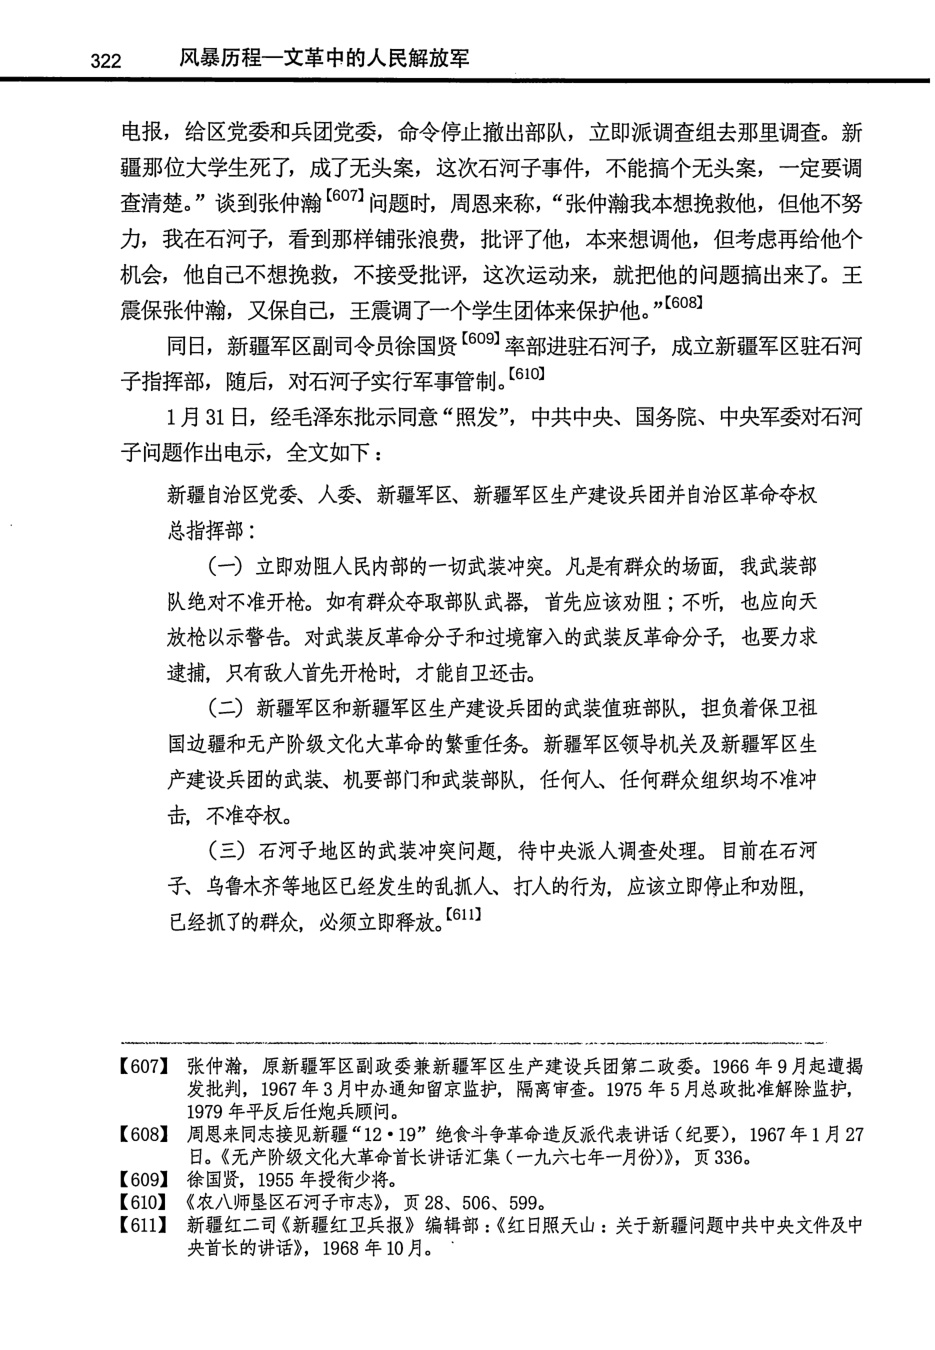 322 风暴历程—文革中的人民解放军
电报，给区党委和兵团党委，命令停止撤出部队，立即派调查组去那里调查。新
疆那位大学生死了，成了无头案，这次石河子事件，不能搞个无头案，一定要调
查清楚。”谈到张仲瀚【607】问题时，周恩来称，“张仲瀚我本想挽救他，但他不努
力，我在石河子，看到那样铺张浪费，批评了他，本来想调他，但考虑再给他个
机会，他自己不想挽救，不接受批评，这次运动来，就把他的问题搞出来了。王
震保张仲瀚，又保自己，王震调了一个学生团体来保护他。”【608】
同日，新疆军区副司令员徐国贤【609】率部进驻石河子，成立新疆军区驻石河
子指挥部，随后，对石河子实行军事管制。【610】
1月31日，经毛泽东批示同意“照发”，中共中央、国务院、中央军委对石河
子问题作出电示，全文如下：
新疆自治区党委、人委、新疆军区、新疆军区生产建设兵团并自治区革命夺权
总指挥部：
（一）立即劝阻人民内部的一切武装冲突。凡是有群众的场面，我武装部
队绝对不准开枪。如有群众夺取部队武器，首先应该劝阻；不听，也应向天
放枪以示警告。对武装反革命分子和过境窜入的武装反革命分子，也要力求
逮捕，只有敌人首先开枪时，才能自卫还击。
（二）新疆军区和新疆军区生产建设兵团的武装值班部队，担负着保卫祖
国边疆和无产阶级文化大革命的繁重任务。新疆军区领导机关及新疆军区生
产建设兵团的武装、机要部门和武装部队，任何人、任何群众组织均不准冲
击，不准夺权。
（三）石河子地区的武装冲突问题，待中央派人调查处理。目前在石河
子、乌鲁木齐等地区已经发生的乱抓人、打人的行为，应该立即停止和劝阻，
已经抓了的群众，必须立即释放。【611】
【607】 张仲瀚，原新疆军区副政委兼新疆军区生产建设兵团第二政委。1966年9月起遭揭
发批判，1967年3月中办通知留京监护，隔离审查。1975年5月总政批准解除监护，
1979年平反后任炮兵顾问。
【608】 周恩来同志接见新疆“12·19”绝食斗争革命造反派代表讲话（纪要），1967年1月27
日。《无产阶级文化大革命首长讲话汇集（一九六七年一月份）》，页336。
【609】 徐国贤，1955年授衔少将。
【610】 《农八师垦区石河子市志》，页28、506、599。
【611】 新疆红二司《新疆红卫兵报》编辑部：《红日照天山：关于新疆问题中共中央文件及中
央首长的讲话》，1968年10月。